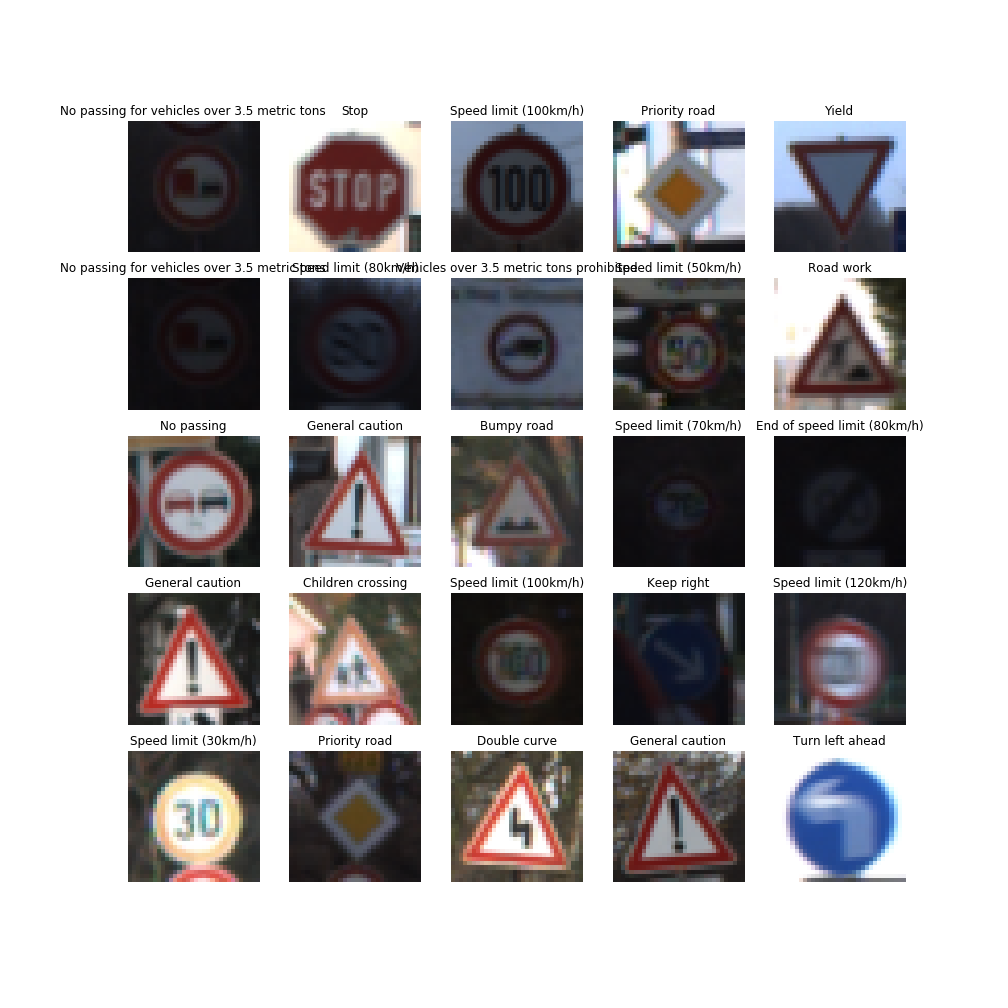 No passing for vehicles over 3.5 metric tons
Stop
Speed limit (100km/h)
Priority road
Yield
STOP
100
No passing for vehicles over 3.5 metric tons
Speed limit (80km/h)
Vehicles over 3.5 metric tons prohibited
Speed limit (50km/h)
Road work
80
50
No passing
General caution
Bumpy road
Speed limit (70km/h)
End of speed limit (80km/h)
70
General caution
Children crossing
Speed limit (100km/h)
Keep right
Speed limit (120km/h)
100
Speed limit (30km/h)
Priority road
Double curve
General caution
Turn left ahead
30